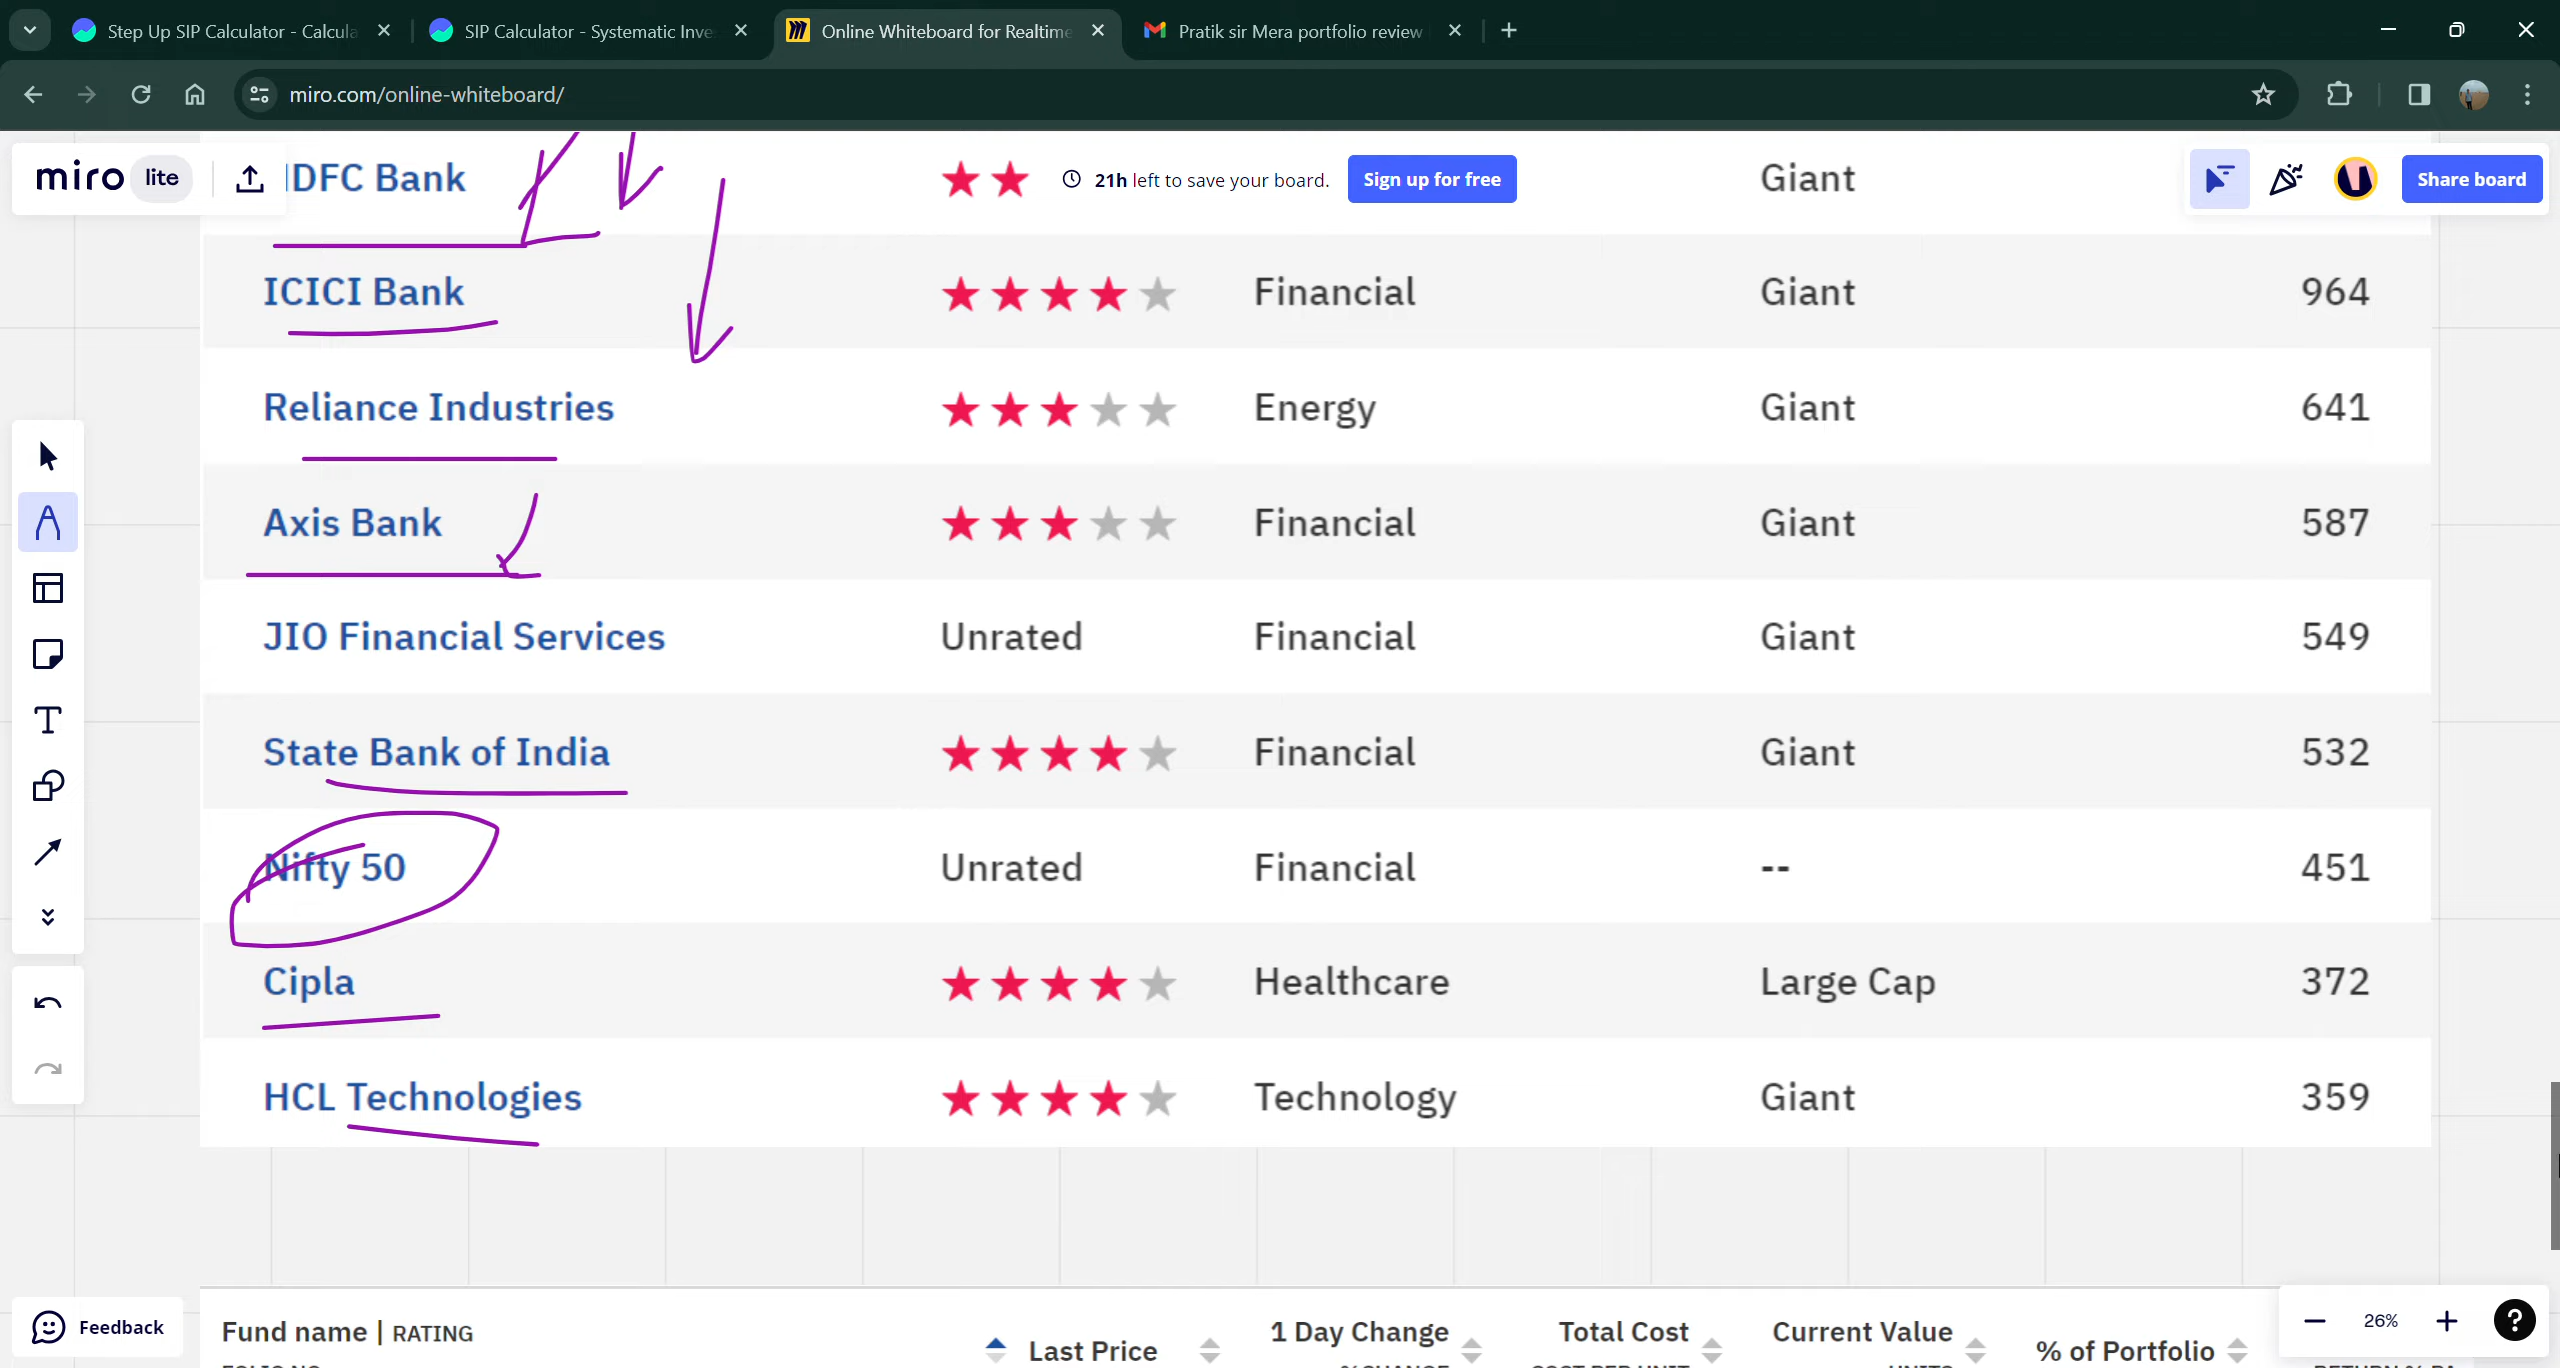 Step Up SIP Calculator - Calcula
SIP Calculator - Systematic Inve
Online Whiteboard for Realtime
Pratik sir Mera portfolio review
miro.com/online-whiteboard/
miro lite
DFC Bank
21h left to save your board.
Sign up for free
Giant
Share board
ICICI Bank Financial Giant 964
Reliance Industries Energy Giant 641
Axis Bank Financial Giant 587
JIO Financial Services Unrated Financial Giant 549
State Bank of India Financial Giant 532
Nifty 50 Unrated Financial -- 451
Cipla Healthcare Large Cap 372
HCL Technologies Technology Giant 359
Feedback
Fund name | RATING
Last Price
1 Day Change
Total Cost
Current Value
% of Portfolio
26%